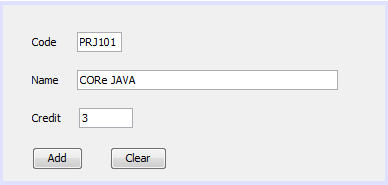 Code PRJ101
Name CORe JAVA
Credit 3
Add Clear